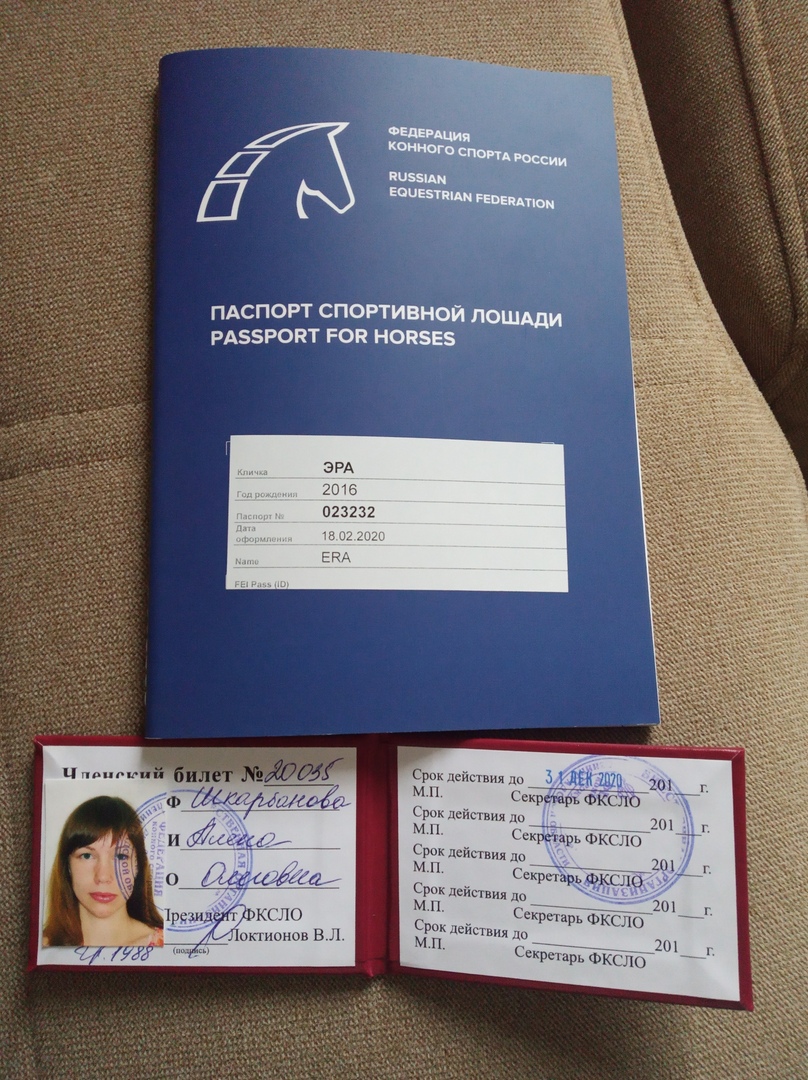 ФЕДЕРАЦИЯ
КОННОГО СПОРТА РОССИИ
RUSSIAN
EQUESTRIAN FEDERATION
ПАСПОРТ СПОРТИВНОЙ ЛОШАДИ
PASSPORT FOR HORSES
Кличка ЭРА
Год рождения 2016
Паспорт № 023232
Дата
оформления 18.02.2020
Name ERA
FEI Pass (ID)
Членский билет № 20035
Ф Шкарбанова
И Алена
О Олеговна
Президент ФКСЛО
Локтионов В.Л.
(подпись)
г.р. 1988
Срок действия до 31 ДЕК 2020 201 г.
М.П. Секретарь ФКСЛО
Срок действия до 201 г.
М.П. Секретарь ФКСЛО
Срок действия до 201 г.
М.П. Секретарь ФКСЛО
Срок действия до 201 г.
М.П. Секретарь ФКСЛО
Срок действия до 201 г.
М.П. Секретарь ФКСЛО